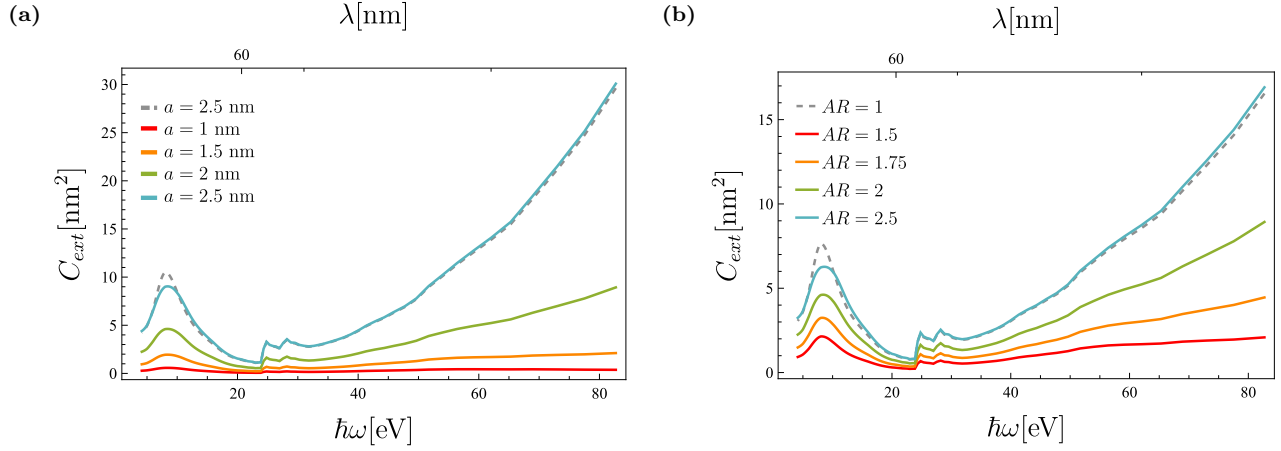 (a)
λ[nm]
60
C_ext[nm²]
30
25
20
15
10
5
0
a = 2.5 nm
a = 1 nm
a = 1.5 nm
a = 2 nm
a = 2.5 nm
20
40
60
80
ℏω[eV]
(b)
λ[nm]
60
C_ext[nm²]
15
10
5
0
AR = 1
AR = 1.5
AR = 1.75
AR = 2
AR = 2.5
20
40
60
80
ℏω[eV]